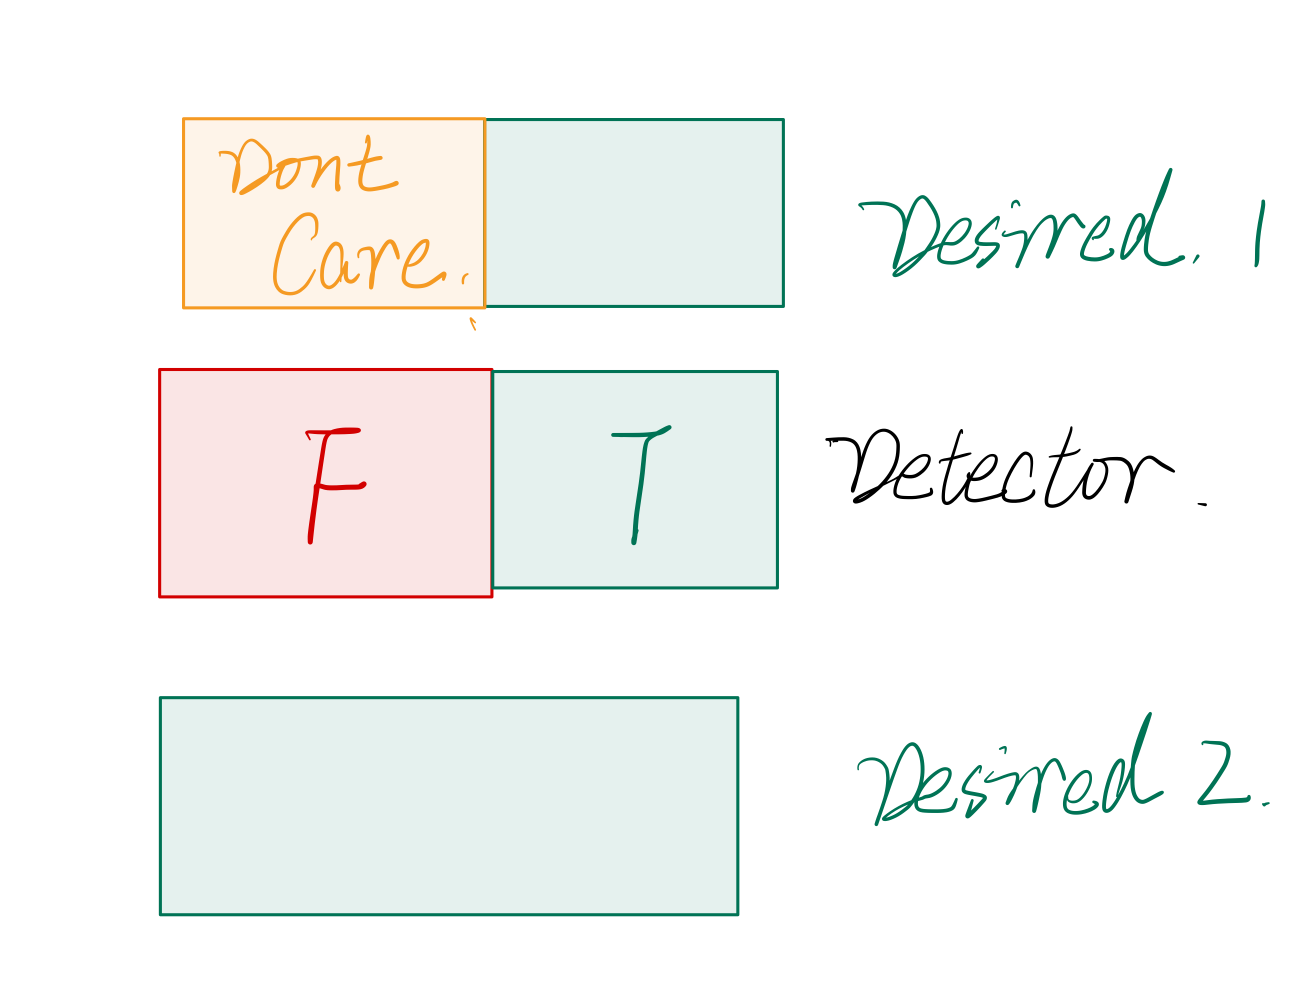 Dont
Care.
Desired. 1
F
T
Detector.
Desired 2.